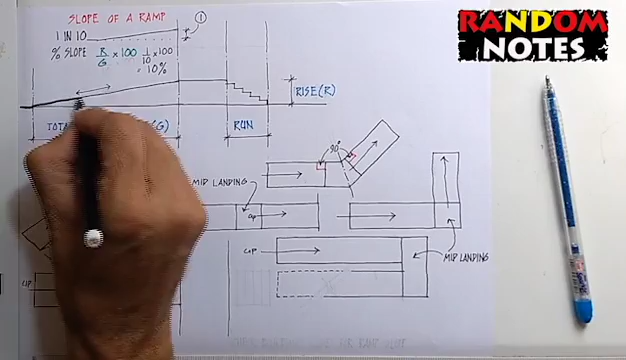 SLOPE OF A RAMP
1 IN 10
1
% SLOPE R/G × 100 1/10 × 100
= 10%
RISE(R)
(G)
RUN
90°
MID LANDING
UP
UP
MID LANDING
UP
RANDOM
NOTES